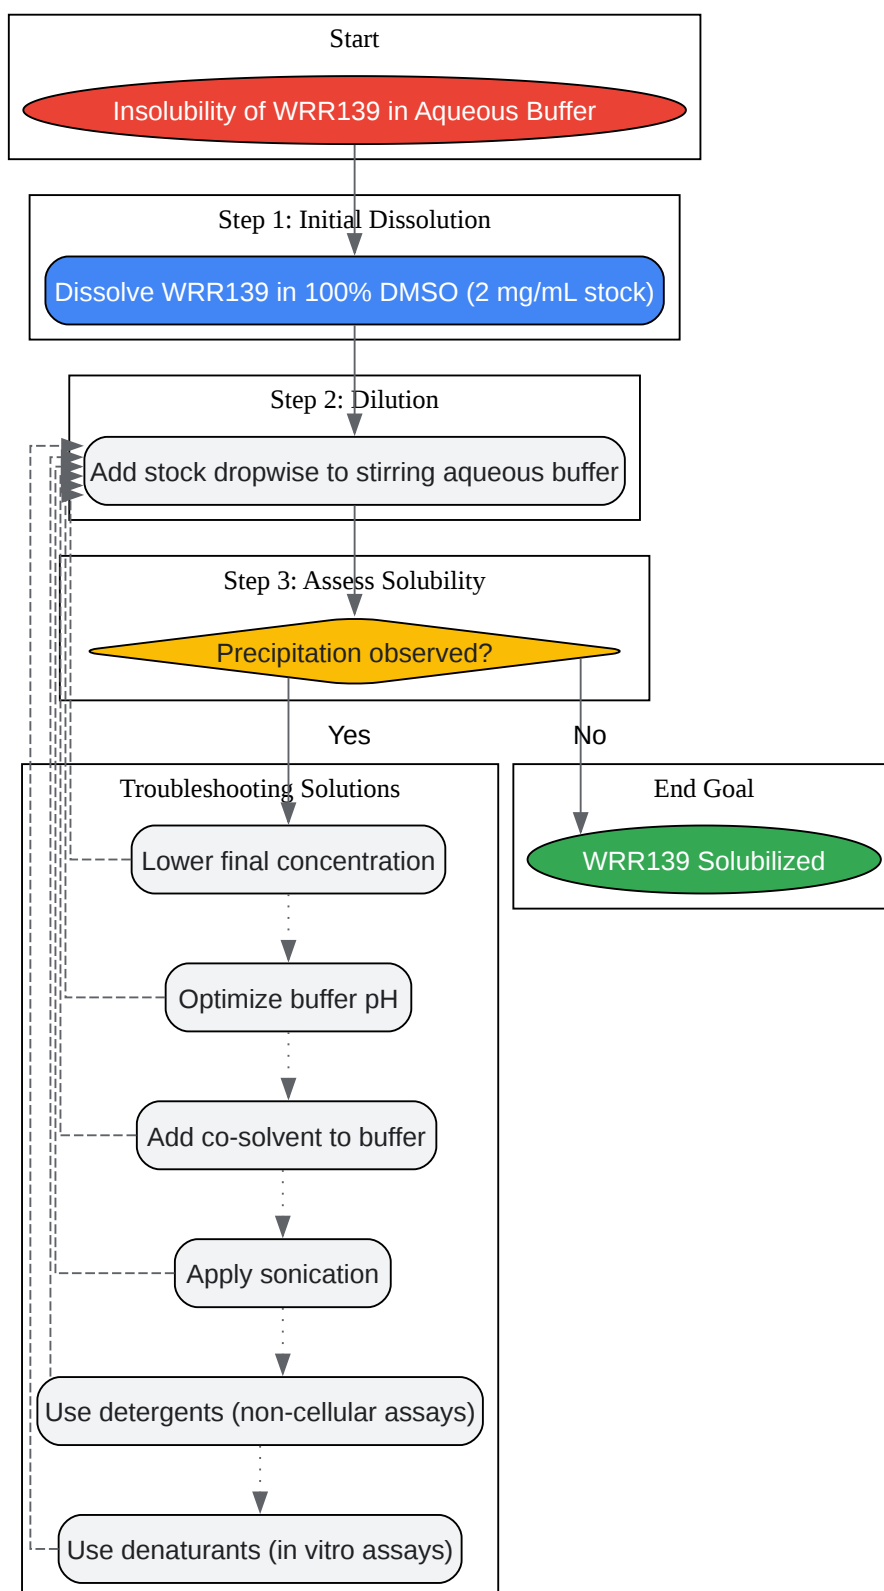 Start
Insolubility of WRR139 in Aqueous Buffer
Step 1: Initial Dissolution
Dissolve WRR139 in 100% DMSO (2 mg/mL stock)
Step 2: Dilution
Add stock dropwise to stirring aqueous buffer
Step 3: Assess Solubility
Precipitation observed?
Yes
No
Troubleshooting Solutions
End Goal
Lower final concentration
WRR139 Solubilized
Optimize buffer pH
Add co-solvent to buffer
Apply sonication
Use detergents (non-cellular assays)
Use denaturants (in vitro assays)